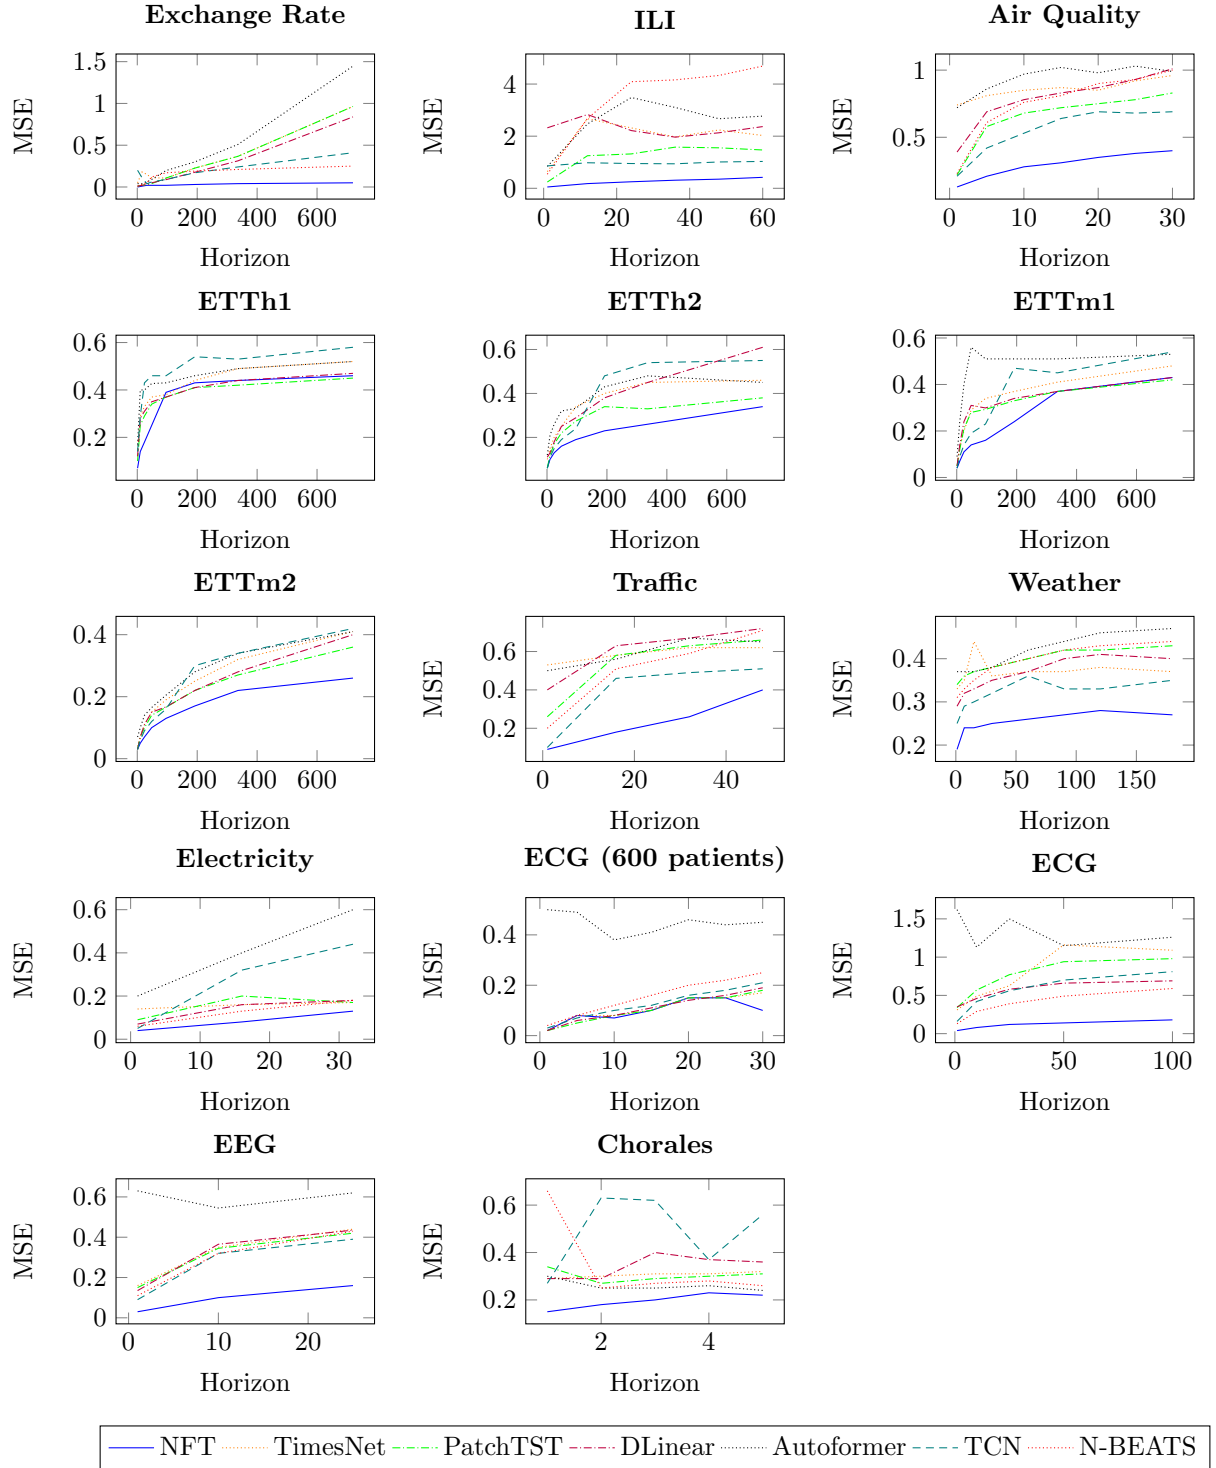 Exchange Rate
ILI
Air Quality
MSE
1.5
1
0.5
0
0 200 400 600
Horizon
MSE
4
2
0
0 20 40 60
Horizon
MSE
1
0.5
0 10 20 30
Horizon
ETTh1
ETTh2
ETTm1
MSE
0.6
0.4
0.2
0 200 400 600
Horizon
MSE
0.6
0.4
0.2
0 200 400 600
Horizon
MSE
0.6
0.4
0.2
0
0 200 400 600
Horizon
ETTm2
Traffic
Weather
MSE
0.4
0.2
0
0 200 400 600
Horizon
MSE
0.6
0.4
0.2
0 20 40
Horizon
MSE
0.4
0.3
0.2
0 50 100 150
Horizon
Electricity
ECG (600 patients)
ECG
MSE
0.6
0.4
0.2
0
0 10 20 30
Horizon
MSE
0.4
0.2
0
0 10 20 30
Horizon
MSE
1.5
1
0.5
0
0 50 100
Horizon
EEG
Chorales
MSE
0.6
0.4
0.2
0
0 10 20
Horizon
MSE
0.6
0.4
0.2
2 4
Horizon
NFT TimesNet PatchTST DLinear Autoformer TCN N-BEATS